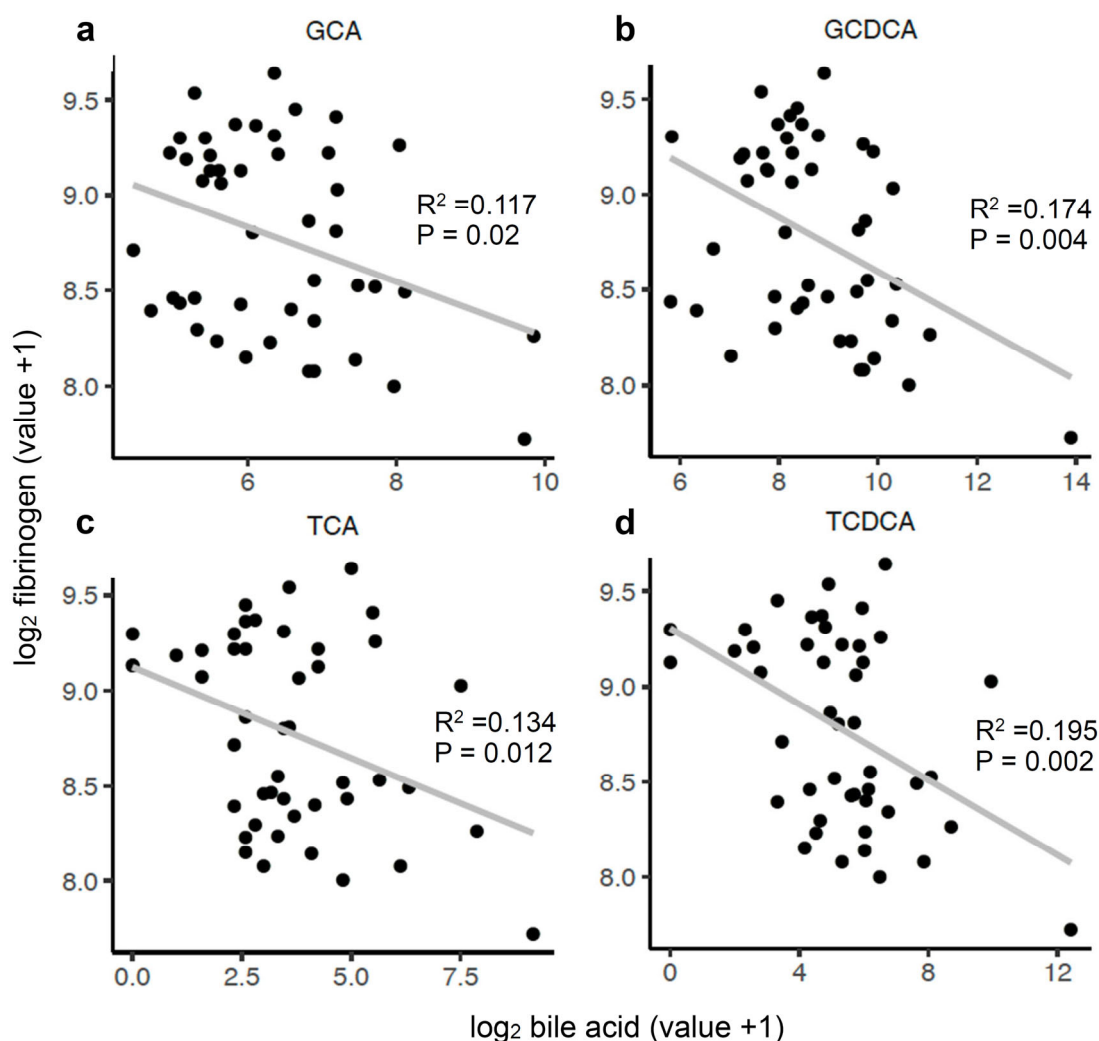 a
GCA
9.5
9.0
8.5
8.0
6
8
10
R² =0.117
P = 0.02
b
GCDCA
9.5
9.0
8.5
8.0
6
8
10
12
14
R² =0.174
P = 0.004
c
TCA
9.5
9.0
8.5
8.0
0.0
2.5
5.0
7.5
R² =0.134
P = 0.012
d
TCDCA
9.5
9.0
8.5
8.0
0
4
8
12
R² =0.195
P = 0.002
log₂ fibrinogen (value +1)
log₂ bile acid (value +1)